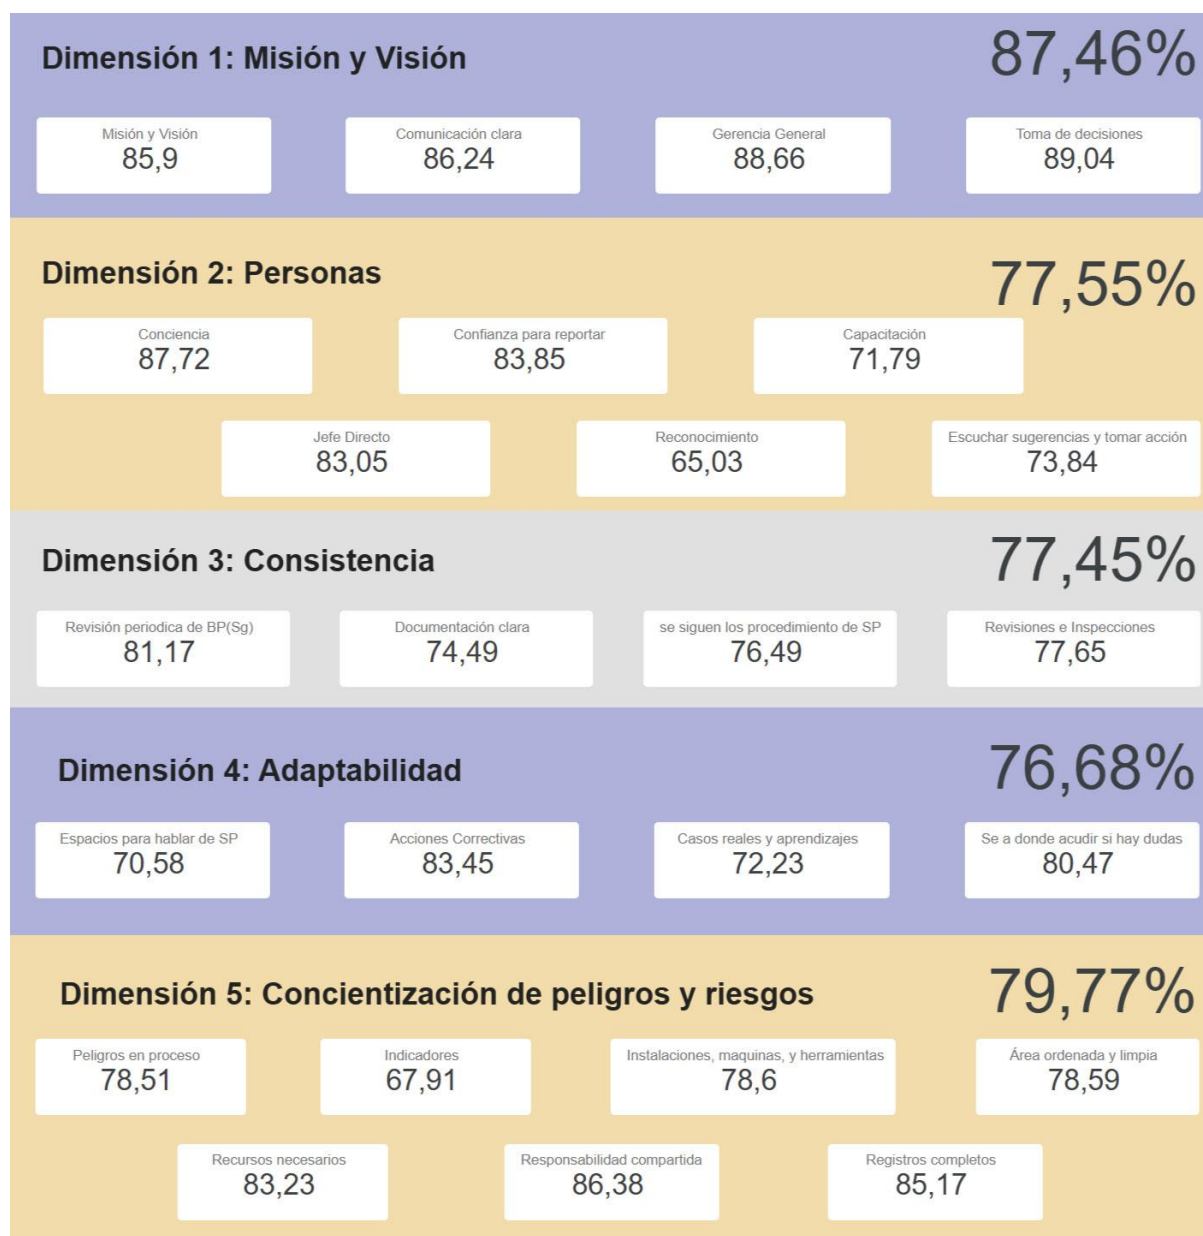 Dimensión 1: Misión y Visión
87,46%
Misión y Visión
85,9
Comunicación clara
86,24
Gerencia General
88,66
Toma de decisiones
89,04
Dimensión 2: Personas
77,55%
Conciencia
87,72
Confianza para reportar
83,85
Capacitación
71,79
Jefe Directo
83,05
Reconocimiento
65,03
Escuchar sugerencias y tomar acción
73,84
Dimensión 3: Consistencia
77,45%
Revisión periodica de BP(Sg)
81,17
Documentación clara
74,49
se siguen los procedimiento de SP
76,49
Revisiones e Inspecciones
77,65
Dimensión 4: Adaptabilidad
76,68%
Espacios para hablar de SP
70,58
Acciones Correctivas
83,45
Casos reales y aprendizajes
72,23
Se a donde acudir si hay dudas
80,47
Dimensión 5: Concientización de peligros y riesgos
79,77%
Peligros en proceso
78,51
Indicadores
67,91
Instalaciones, maquinas, y herramientas
78,6
Área ordenada y limpia
78,59
Recursos necesarios
83,23
Responsabilidad compartida
86,38
Registros completos
85,17